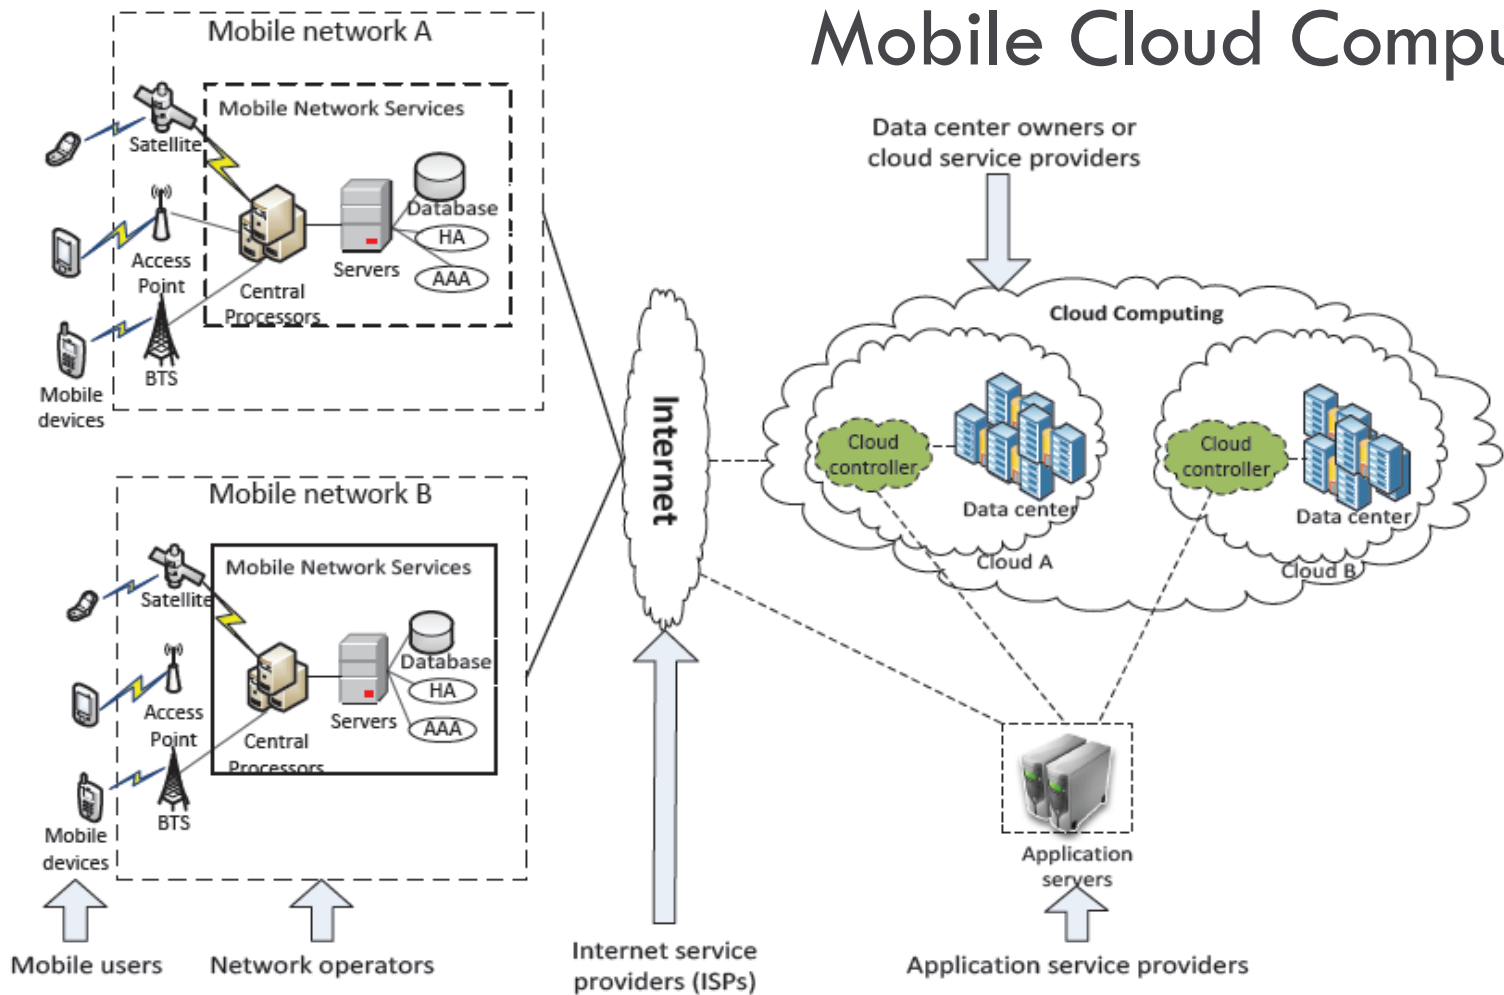 Mobile Cloud Compu
Mobile network A
Mobile Network Services
Satellite
Database
HA
AAA
Access
Point
Servers
Central
Processors
BTS
Mobile
devices
Mobile network B
Mobile Network Services
Satellite
Database
HA
AAA
Access
Point
Servers
Central
Processors
BTS
Mobile
devices
Mobile users
Network operators
Internet
Internet service
providers (ISPs)
Data center owners or
cloud service providers
Cloud Computing
Cloud
controller
Data center
Cloud A
Cloud
controller
Data center
Cloud B
Application
servers
Application service providers